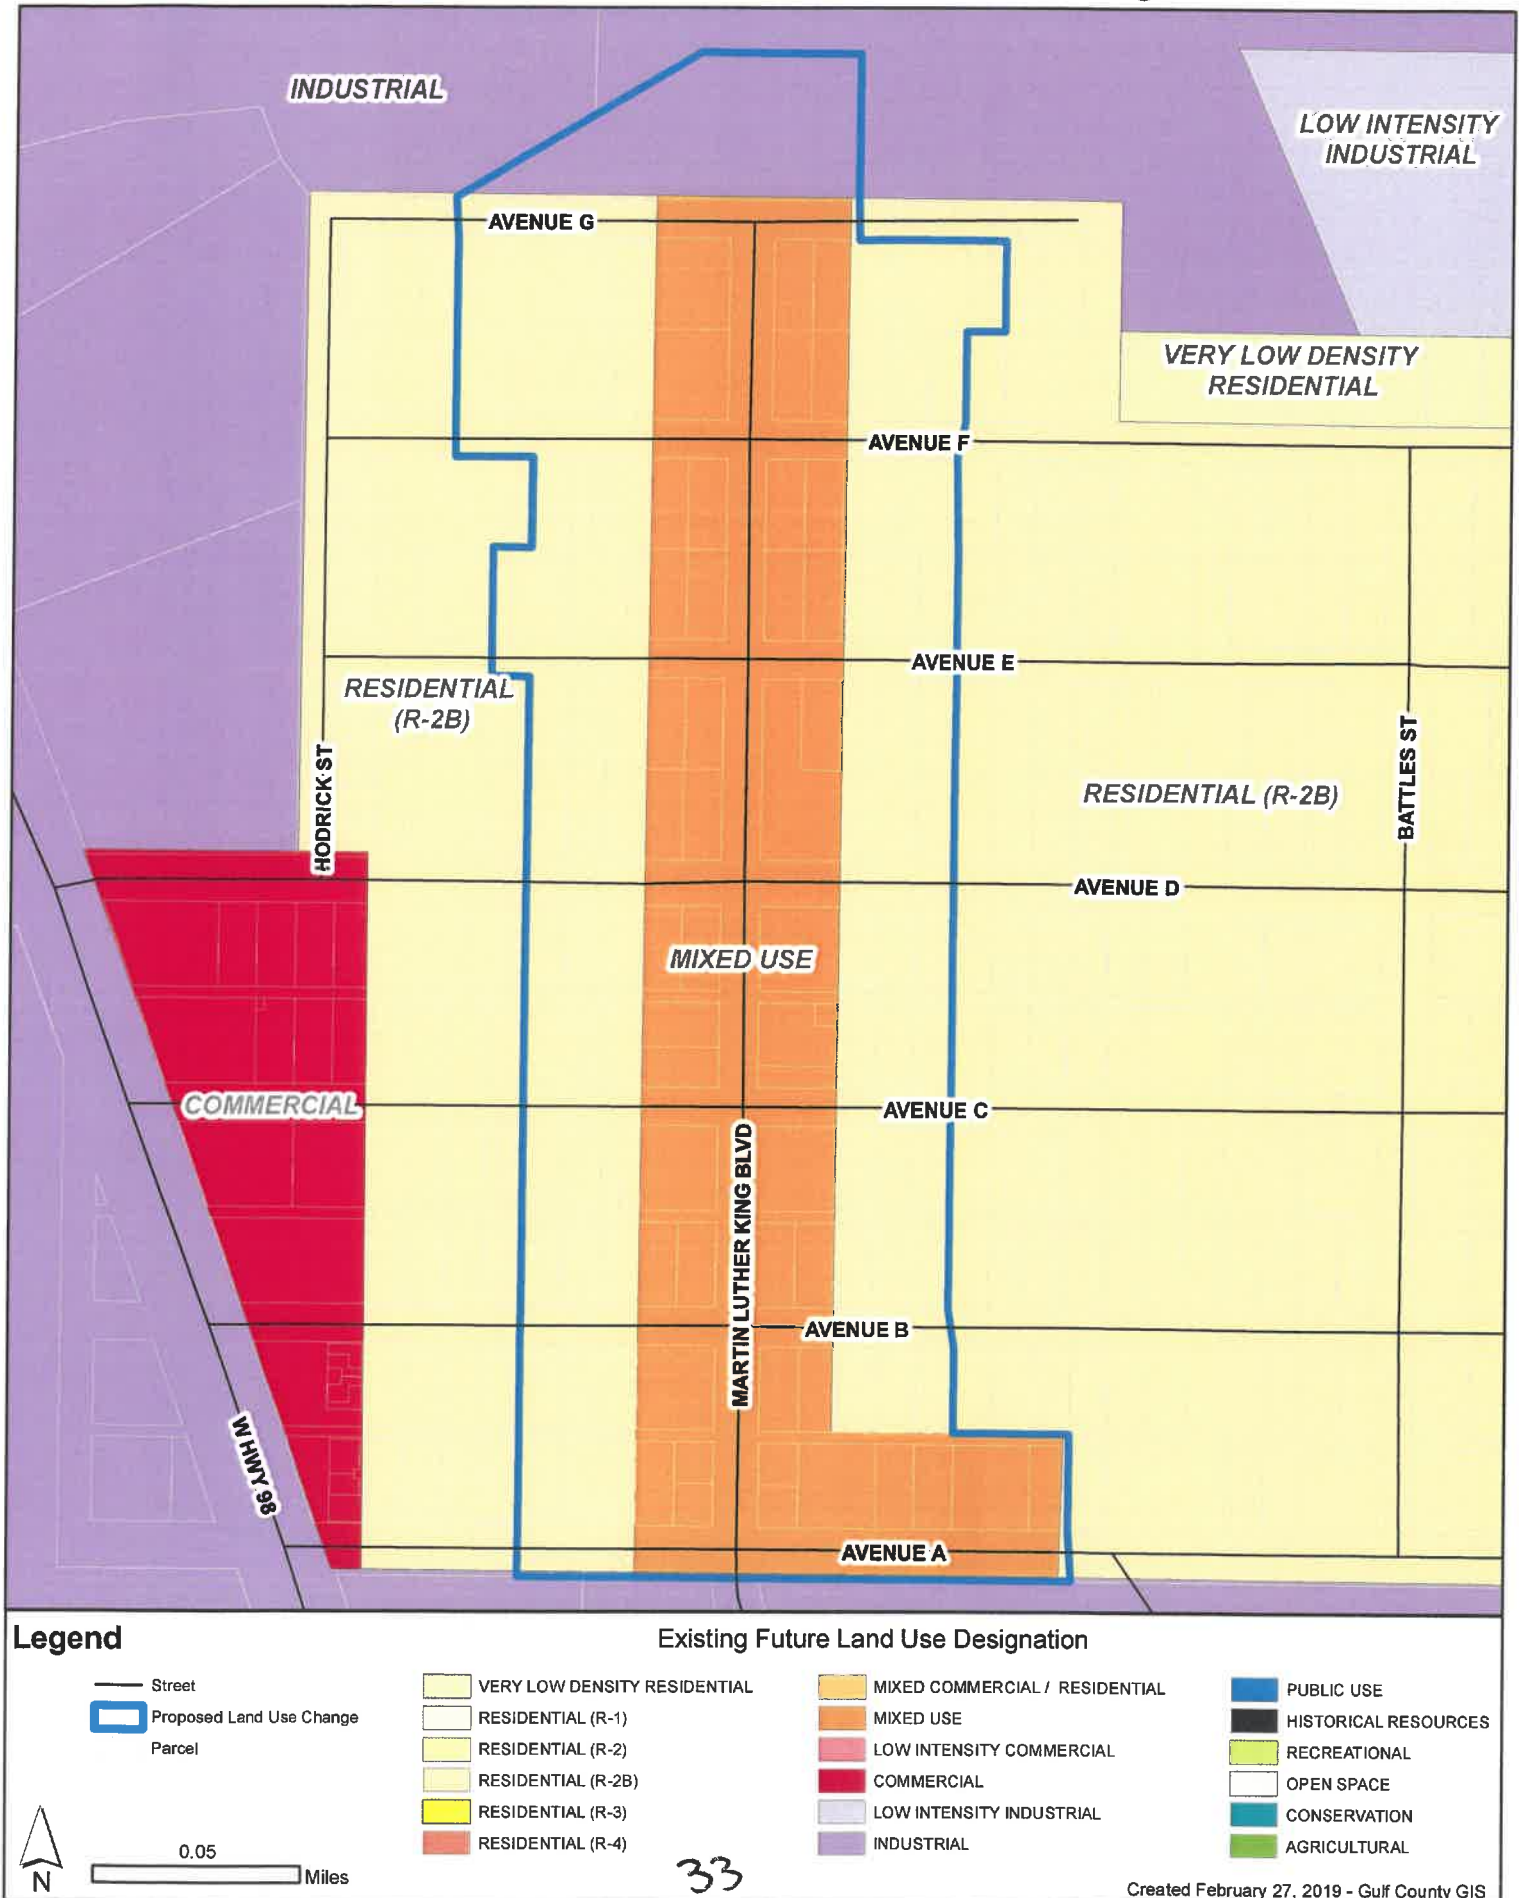 INDUSTRIAL
LOW INTENSITY
INDUSTRIAL
AVENUE G
VERY LOW DENSITY
RESIDENTIAL
AVENUE F
AVENUE E
RESIDENTIAL
(R-2B)
HODRICK ST
BATTLES ST
RESIDENTIAL (R-2B)
AVENUE D
MIXED USE
COMMERCIAL
AVENUE C
MARTIN LUTHER KING BLVD
AVENUE B
W HWY 98
AVENUE A
Legend
Existing Future Land Use Designation
Street
Proposed Land Use Change
Parcel
VERY LOW DENSITY RESIDENTIAL
RESIDENTIAL (R-1)
RESIDENTIAL (R-2)
RESIDENTIAL (R-2B)
RESIDENTIAL (R-3)
RESIDENTIAL (R-4)
MIXED COMMERCIAL / RESIDENTIAL
MIXED USE
LOW INTENSITY COMMERCIAL
COMMERCIAL
LOW INTENSITY INDUSTRIAL
INDUSTRIAL
PUBLIC USE
HISTORICAL RESOURCES
RECREATIONAL
OPEN SPACE
CONSERVATION
AGRICULTURAL
N
0.05
Miles
33
Created February 27, 2019 - Gulf County GIS